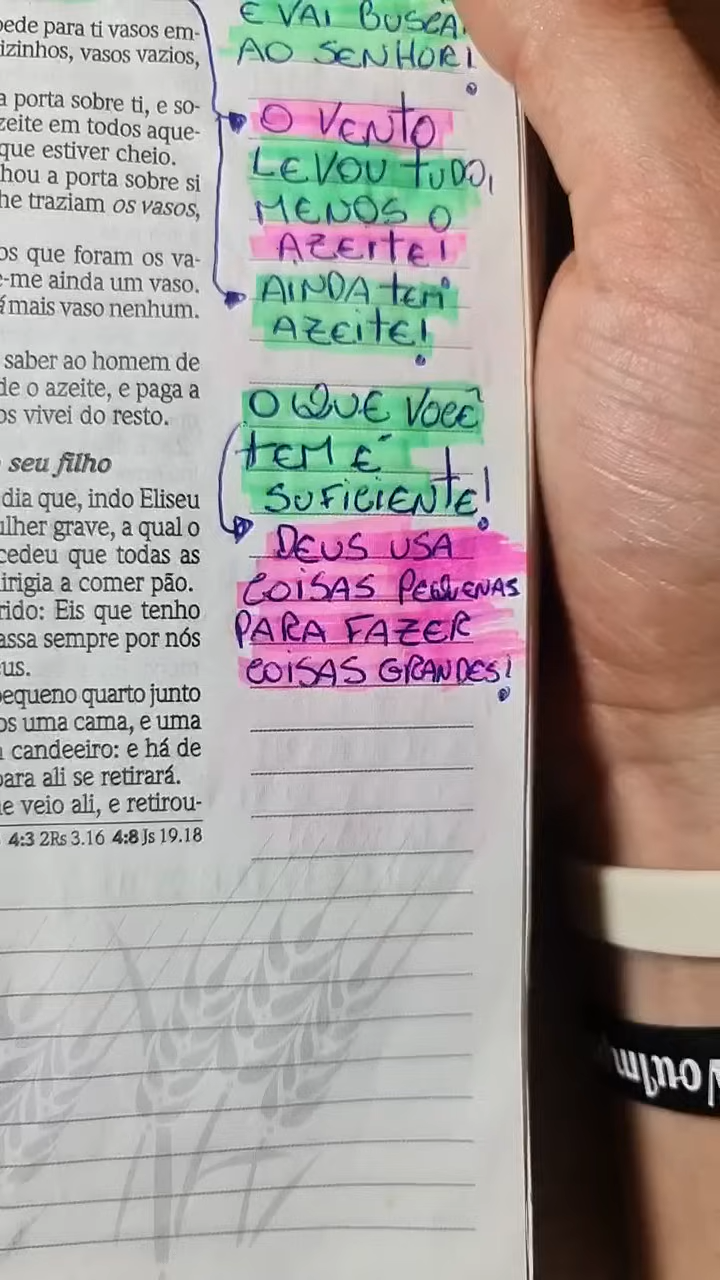 pede para ti vasos em-
izinhos, vasos vazios,
a porta sobre ti, e so-
zeite em todos aque-
que estiver cheio.
hou a porta sobre si
he traziam os vasos,
os que foram os va-
e-me ainda um vaso.
á mais vaso nenhum.
saber ao homem de
de o azeite, e paga a
os vivei do resto.
seu filho
dia que, indo Eliseu
ulher grave, a qual o
cedeu que todas as
irigia a comer pão.
rido: Eis que tenho
assa sempre por nós
us.
pequeno quarto junto
os uma cama, e uma
candeeiro: e há de
para ali se retirará.
e veio ali, e retirou-
4:3 2Rs 3.16 4:8 Js 19.18
E VAI BUSCA
AO SENHOR!
O VENTO
LEVOU TUDO,
MENOS O
AZEITE!
AINDA TEM
AZEITE!
O QUE VOCÊ
TEM É
SUFICIENTE!
DEUS USA
COISAS PEQUENAS
PARA FAZER
COISAS GRANDES!